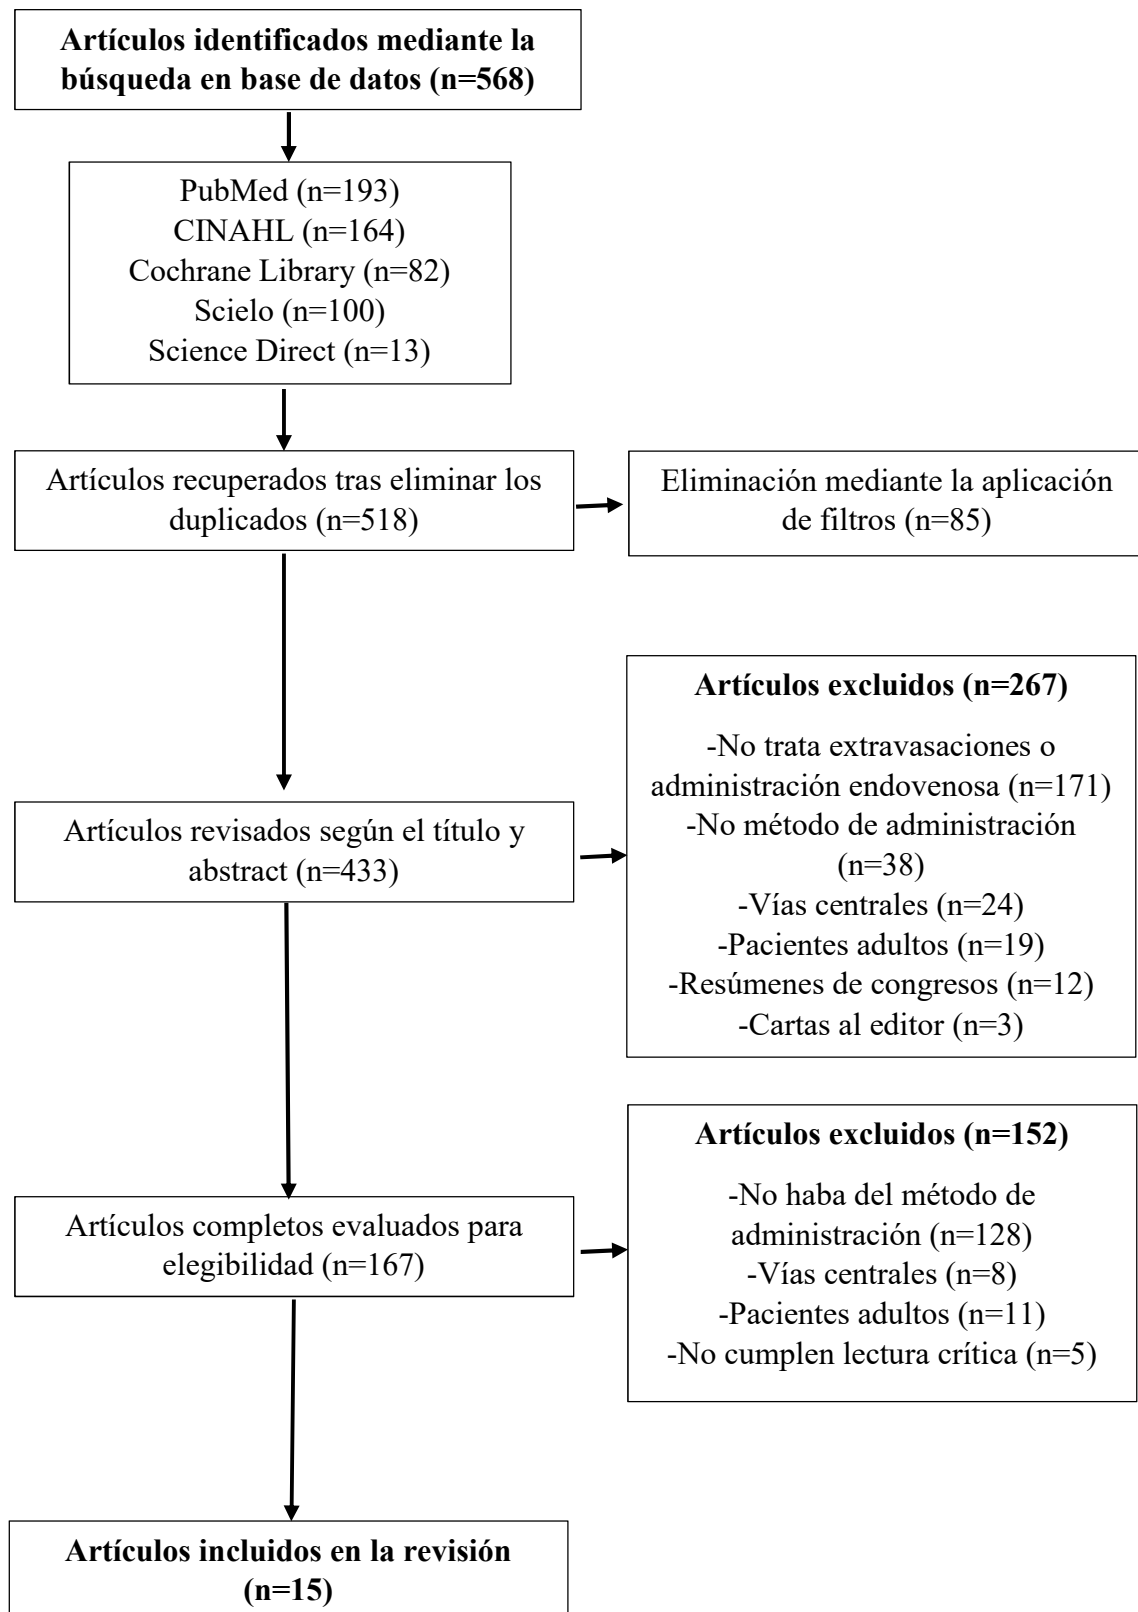 Artículos identificados mediante la
búsqueda en base de datos (n=568)
PubMed (n=193)
CINAHL (n=164)
Cochrane Library (n=82)
Scielo (n=100)
Science Direct (n=13)
Artículos recuperados tras eliminar los
duplicados (n=518)
Eliminación mediante la aplicación
de filtros (n=85)
Artículos excluidos (n=267)
-No trata extravasaciones o
administración endovenosa (n=171)
-No método de administración
(n=38)
-Vías centrales (n=24)
-Pacientes adultos (n=19)
-Resúmenes de congresos (n=12)
-Cartas al editor (n=3)
Artículos revisados según el título y
abstract (n=433)
Artículos excluidos (n=152)
-No haba del método de
administración (n=128)
-Vías centrales (n=8)
-Pacientes adultos (n=11)
-No cumplen lectura crítica (n=5)
Artículos completos evaluados para
elegibilidad (n=167)
Artículos incluidos en la revisión
(n=15)